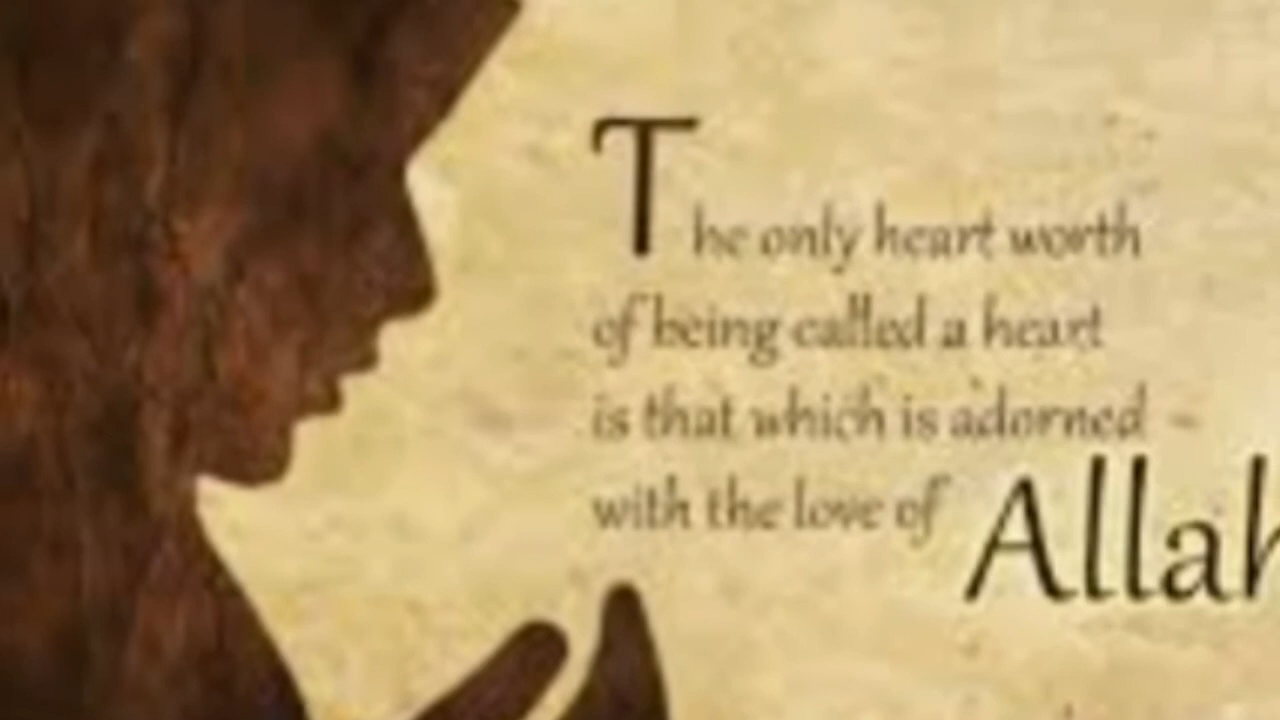 The only heart worth
of being called a heart
is that which is adorned
with the love of Allah